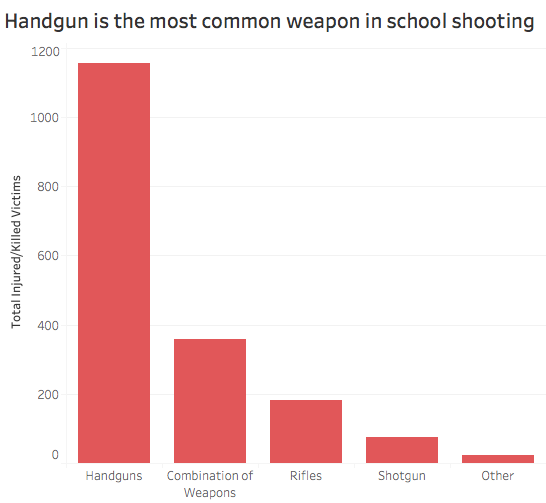 Handgun is the most common weapon in school shooting
Total Injured/Killed Victims
1200
1000
800
600
400
200
0
Handguns
Combination of
Weapons
Rifles
Shotgun
Other